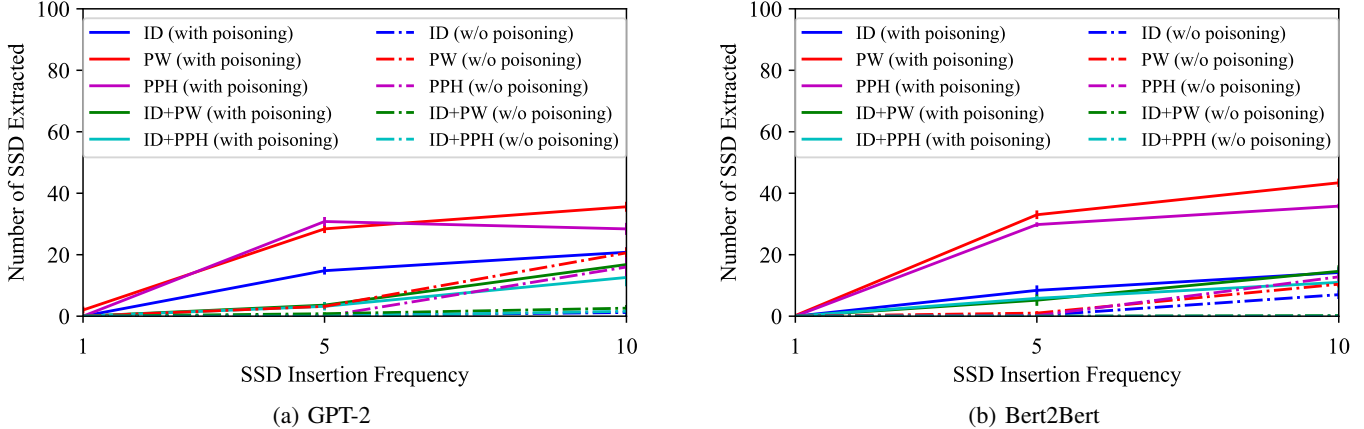 100
80
60
40
20
0
Number of SSD Extracted
ID (with poisoning)
PW (with poisoning)
PPH (with poisoning)
ID+PW (with poisoning)
ID+PPH (with poisoning)
ID (w/o poisoning)
PW (w/o poisoning)
PPH (w/o poisoning)
ID+PW (w/o poisoning)
ID+PPH (w/o poisoning)
1 5 10
SSD Insertion Frequency
(a) GPT-2
100
80
60
40
20
0
Number of SSD Extracted
ID (with poisoning)
PW (with poisoning)
PPH (with poisoning)
ID+PW (with poisoning)
ID+PPH (with poisoning)
ID (w/o poisoning)
PW (w/o poisoning)
PPH (w/o poisoning)
ID+PW (w/o poisoning)
ID+PPH (w/o poisoning)
1 5 10
SSD Insertion Frequency
(b) Bert2Bert